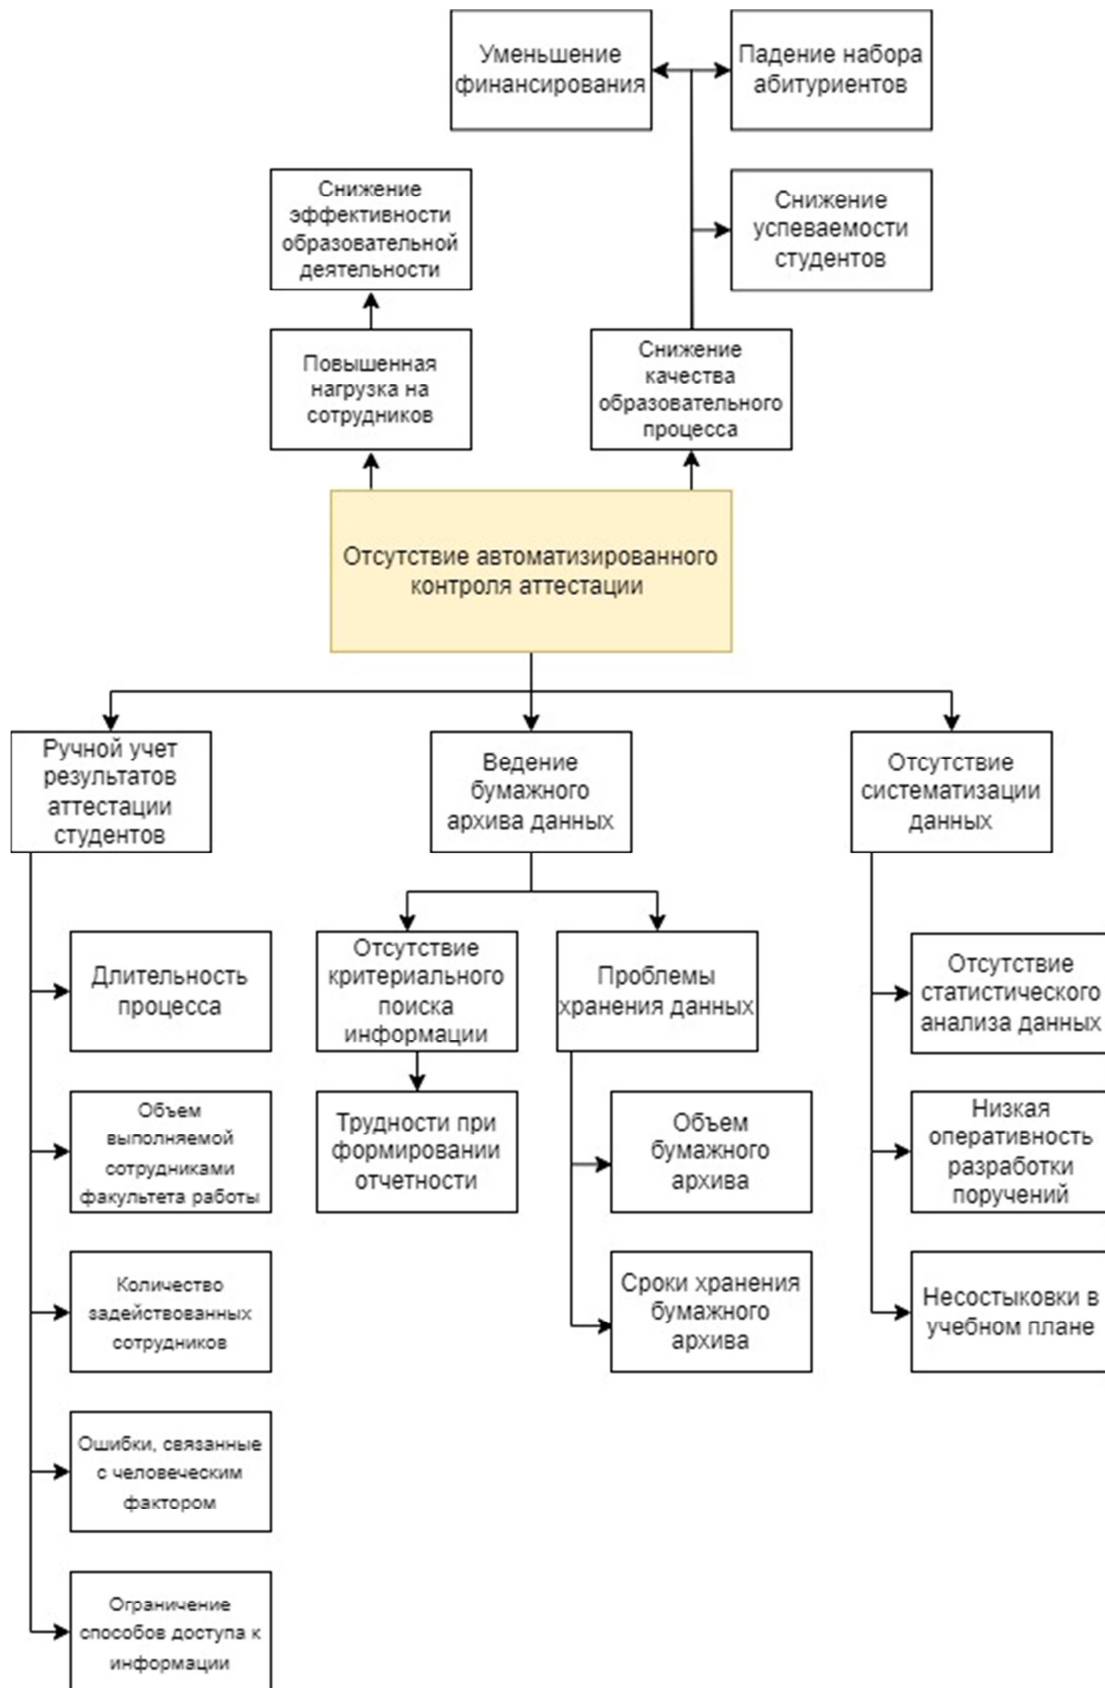 Уменьшение
финансирования
Падение набора
абитуриентов
Снижение
эффективности
образовательной
деятельности
Снижение
успеваемости
студентов
Повышенная
нагрузка на
сотрудников
Снижение
качества
образовательного
процесса
Отсутствие автоматизированного
контроля аттестации
Ручной учет
результатов
аттестации
студентов
Ведение
бумажного
архива данных
Отсутствие
систематизации
данных
Длительность
процесса
Объем
выполняемой
сотрудниками
факультета работы
Количество
задействованных
сотрудников
Ошибки, связанные
с человеческим
фактором
Ограничение
способов доступа к
информации
Отсутствие
критериального
поиска
информации
Трудности при
формировании
отчетности
Проблемы
хранения данных
Объем
бумажного
архива
Сроки хранения
бумажного
архива
Отсутствие
статистического
анализа данных
Низкая
оперативность
разработки
поручений
Несостыковки в
учебном плане